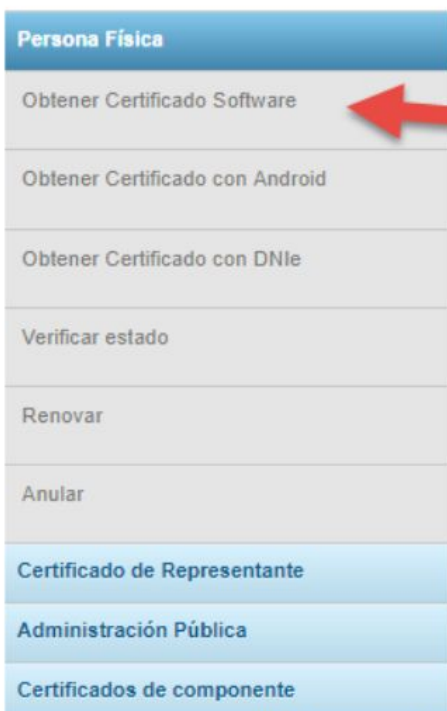 Persona Física
Obtener Certificado Software
Obtener Certificado con Android
Obtener Certificado con DNIe
Verificar estado
Renovar
Anular
Certificado de Representante
Administración Pública
Certificados de componente